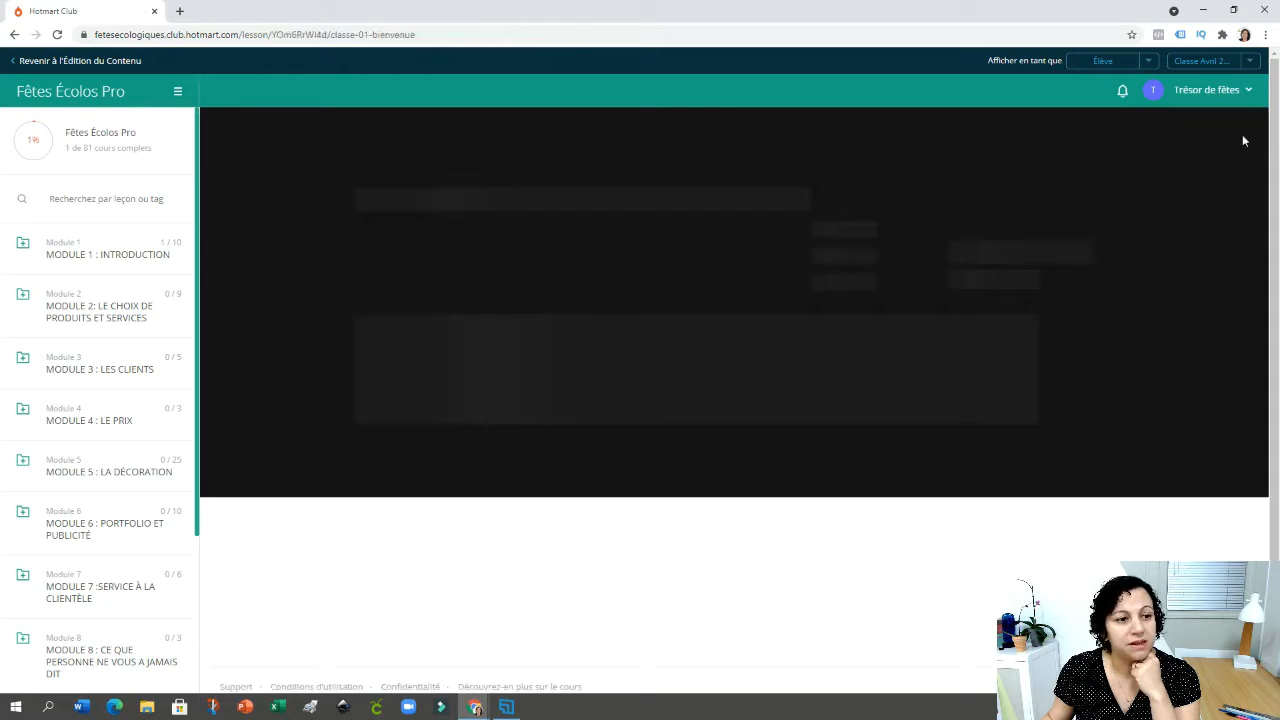 Hotmart Club
fetesecologiques.club.hotmart.com/lesson/YOm6RrWl4d/classe-01-bienvenue
Revenir à l'Édition du Contenu
Afficher en tant que
Élève
Classe Avril 2...
Fêtes Écolos Pro
T
Trésor de fêtes
1%
Fêtes Écolos Pro
1 de 81 cours complets
Recherchez par leçon ou tag
Module 1
1 / 10
MODULE 1 : INTRODUCTION
Module 2
0 / 9
MODULE 2: LE CHOIX DE
PRODUITS ET SERVICES
Module 3
0 / 5
MODULE 3 : LES CLIENTS
Module 4
0 / 3
MODULE 4 : LE PRIX
Module 5
0 / 25
MODULE 5 : LA DÉCORATION
Module 6
0 / 10
MODULE 6 : PORTFOLIO ET
PUBLICITÉ
Module 7
0 / 6
MODULE 7 :SERVICE À LA
CLIENTÈLE
Module 8
0 / 3
MODULE 8 : CE QUE
PERSONNE NE VOUS A JAMAIS
DIT
Support · Conditions d'utilisation · Confidentialité · Découvrez-en plus sur le cours